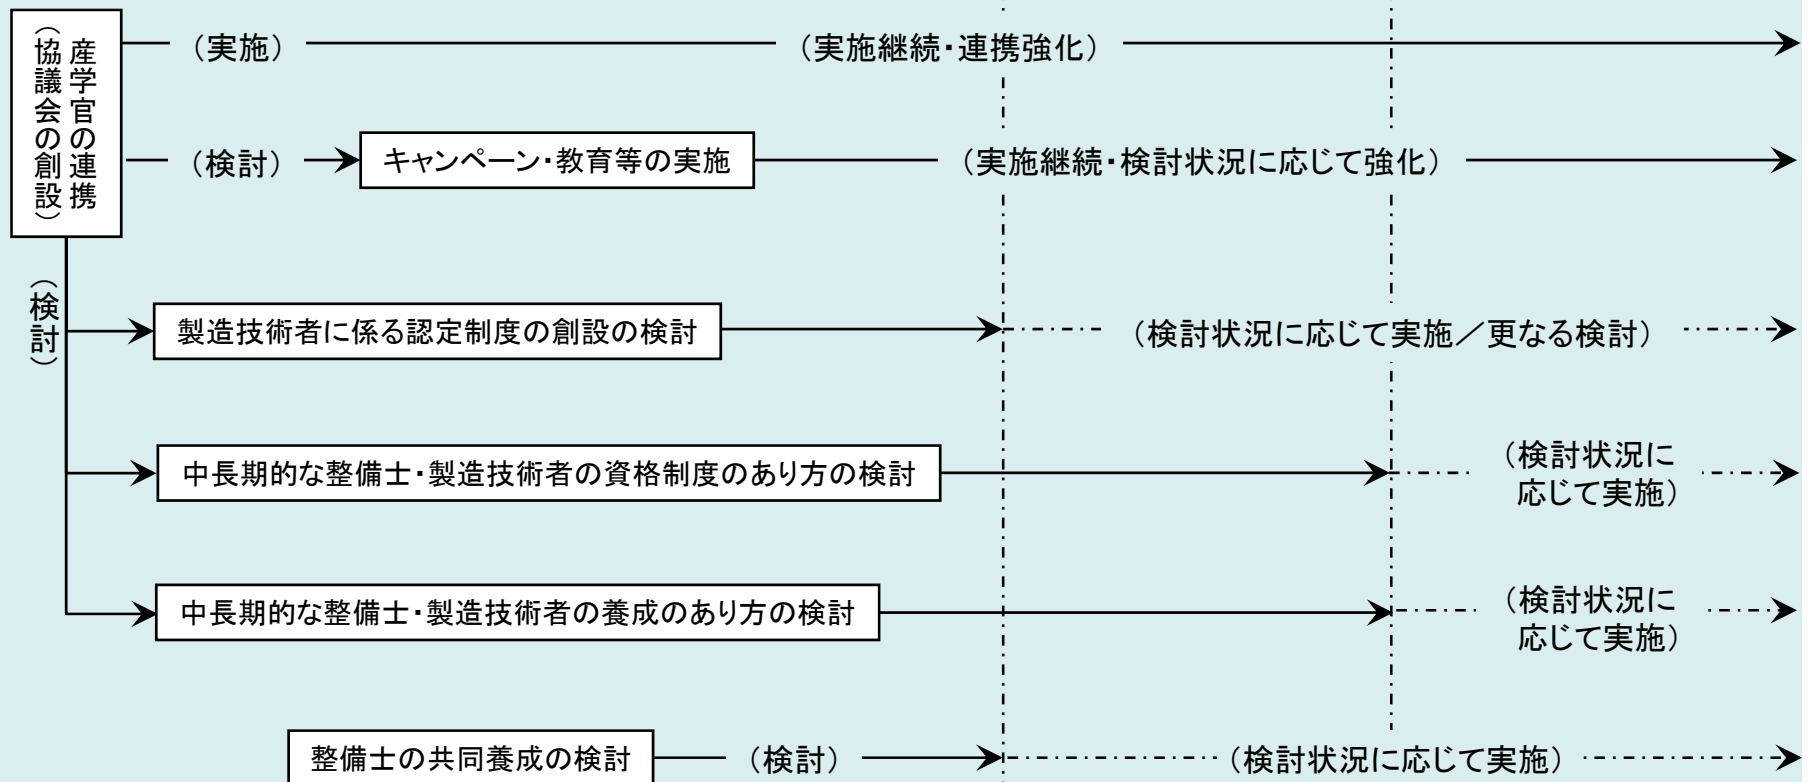 産学官の連携
（協議会の創設）
（実施）
（実施継続・連携強化）
（検討）
キャンペーン・教育等の実施
（実施継続・検討状況に応じて強化）
（検討）
製造技術者に係る認定制度の創設の検討
（検討状況に応じて実施／更なる検討）
中長期的な整備士・製造技術者の資格制度のあり方の検討
（検討状況に
応じて実施）
中長期的な整備士・製造技術者の養成のあり方の検討
（検討状況に
応じて実施）
整備士の共同養成の検討
（検討）
（検討状況に応じて実施）